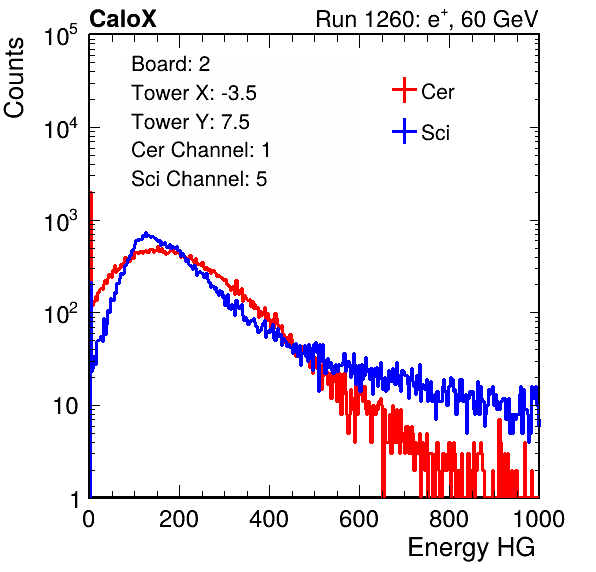 CaloX Run 1260: e⁺, 60 GeV
Counts
Board: 2
Tower X: -3.5
Tower Y: 7.5
Cer Channel: 1
Sci Channel: 5
Cer
Sci
10⁵
10⁴
10³
10²
10
1
0 200 400 600 800 1000
Energy HG